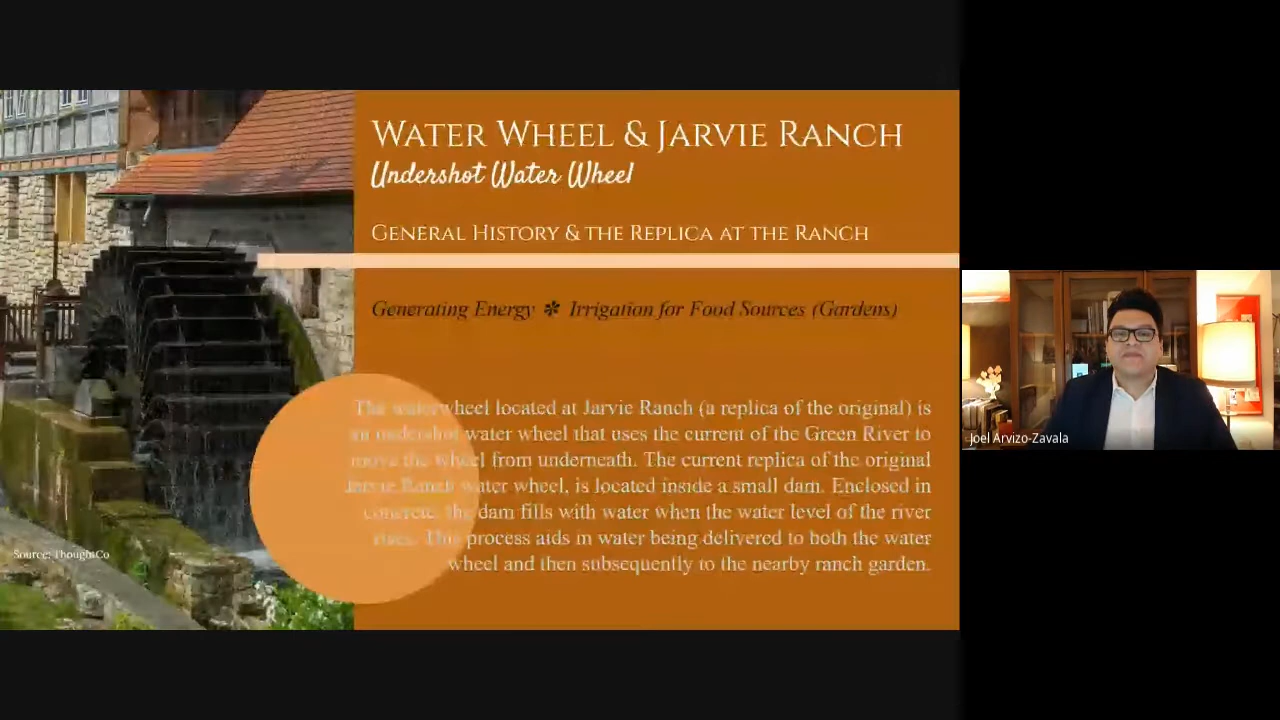 WATER WHEEL & JARVIE RANCH
Undershot Water Wheel
GENERAL HISTORY & THE REPLICA AT THE RANCH
Generating Energy ✽ Irrigation for Food Sources (Gardens)
The waterwheel located at Jarvie Ranch (a replica of the original) is
an undershot water wheel that uses the current of the Green River to
move the wheel from underneath. The current replica of the original
Jarvie Ranch water wheel, is located inside a small dam. Enclosed in
concrete, the dam fills with water when the water level of the river
rises. This process aids in water being delivered to both the water
wheel and then subsequently to the nearby ranch garden.
Source: ThoughtCo
Joel Arvizo-Zavala